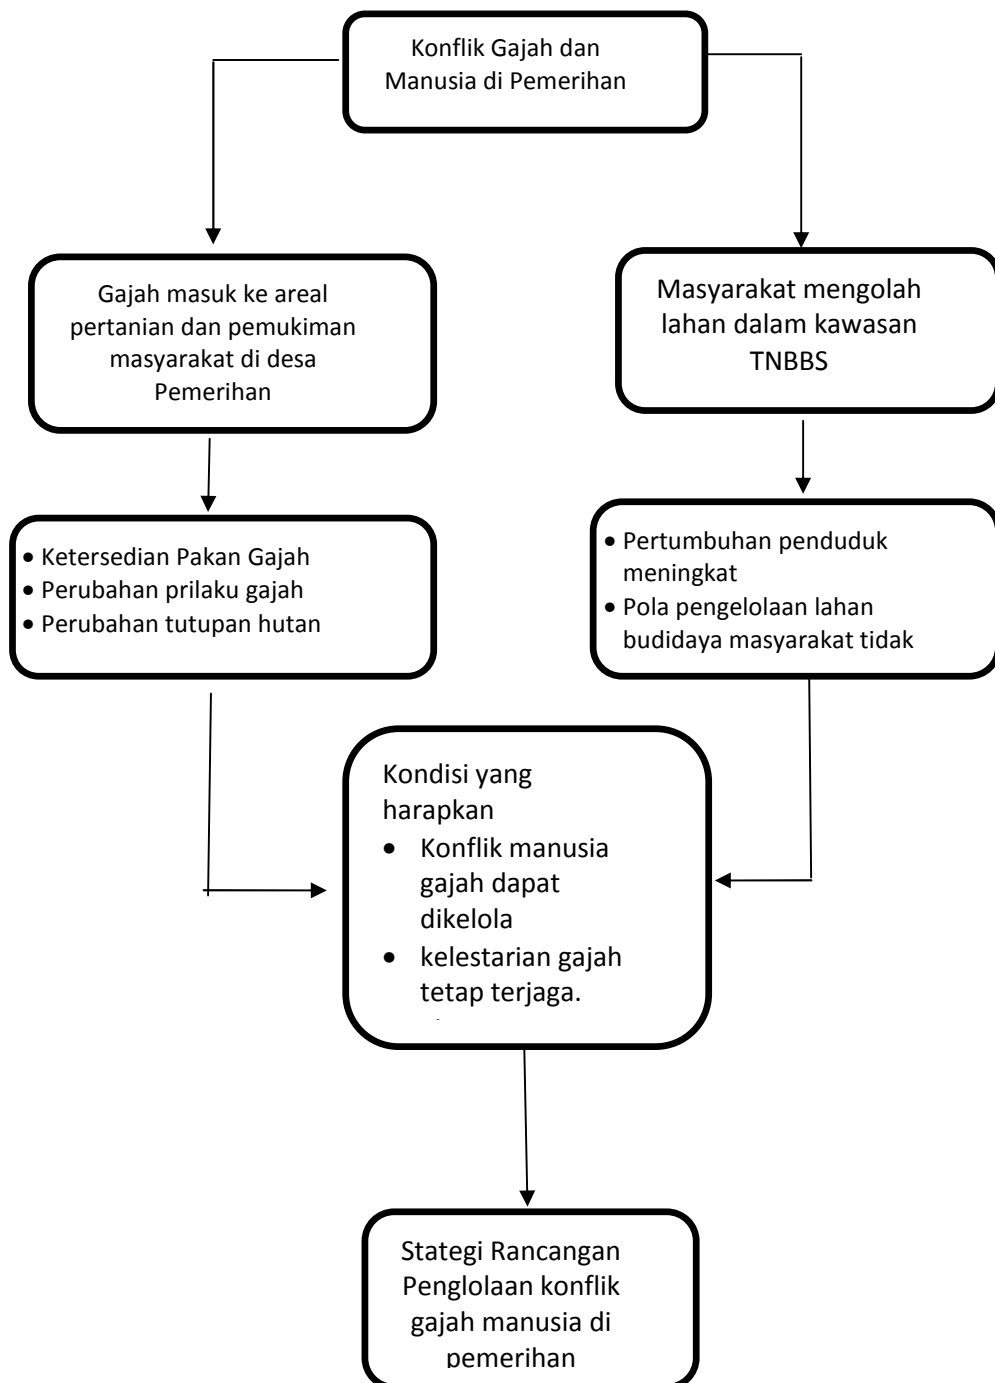 Konflik Gajah dan
Manusia di Pemerihan
Gajah masuk ke areal
pertanian dan pemukiman
masyarakat di desa
Pemerihan
Masyarakat mengolah
lahan dalam kawasan
TNBBS
• Ketersedian Pakan Gajah
• Perubahan prilaku gajah
• Perubahan tutupan hutan
• Pertumbuhan penduduk
meningkat
• Pola pengelolaan lahan
budidaya masyarakat tidak
Kondisi yang
harapkan
• Konflik manusia
gajah dapat
dikelola
• kelestarian gajah
tetap terjaga.
Stategi Rancangan
Penglolaan konflik
gajah manusia di
pemerihan